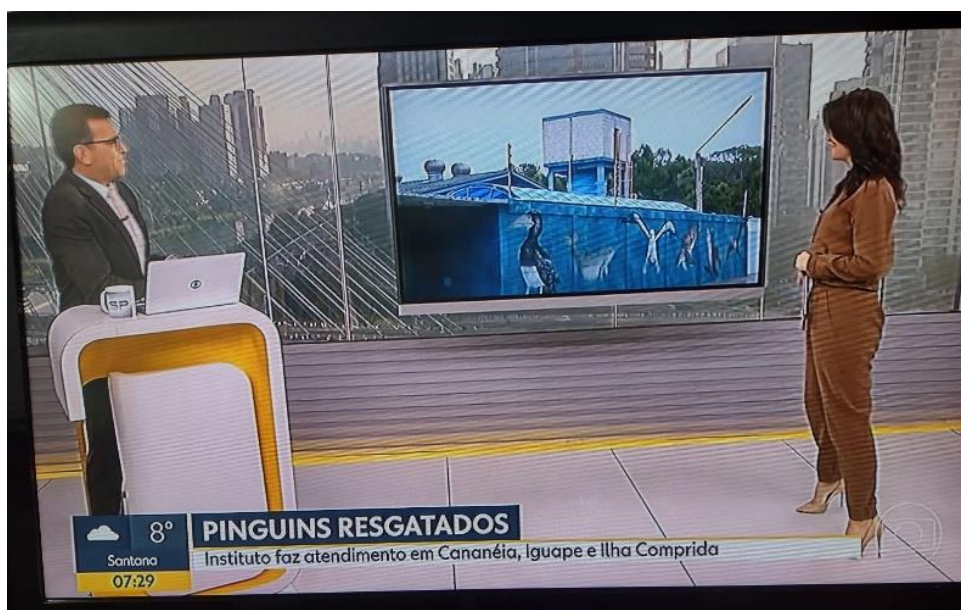 SP
8°
Santana
07:29
PINGUINS RESGATADOS
Instituto faz atendimento em Cananéia, Iguape e Ilha Comprida